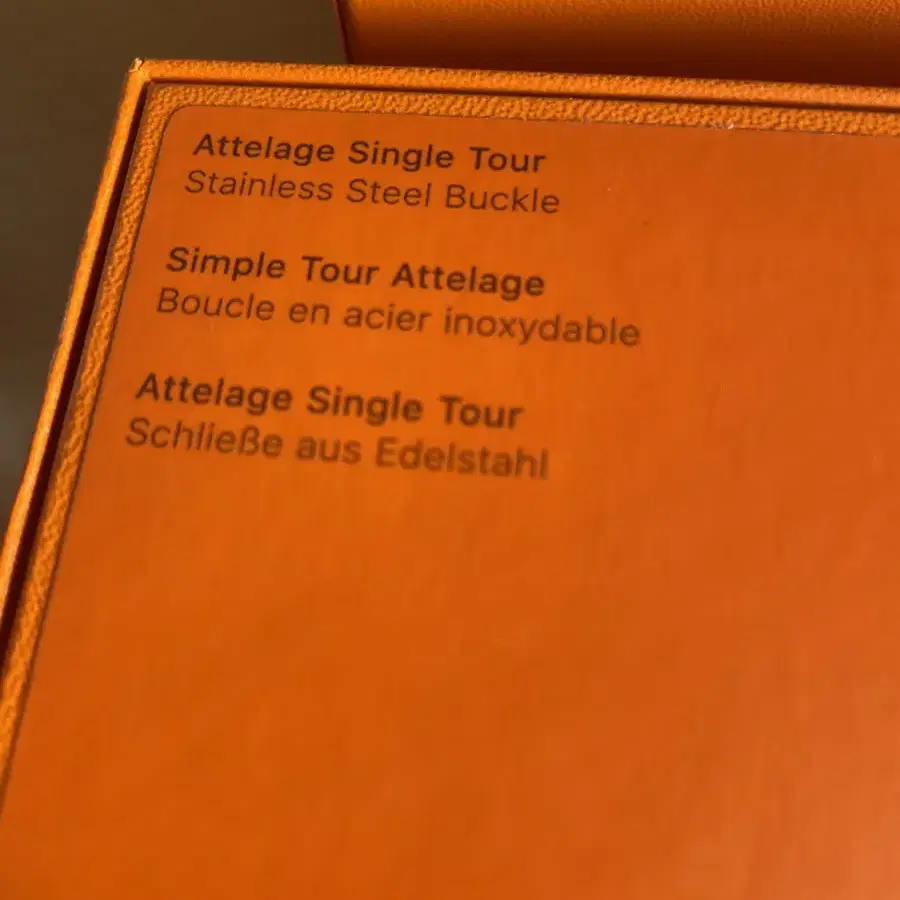 Attelage Single Tour
Stainless Steel Buckle
Simple Tour Attelage
Boucle en acier inoxydable
Attelage Single Tour
Schließe aus Edelstahl